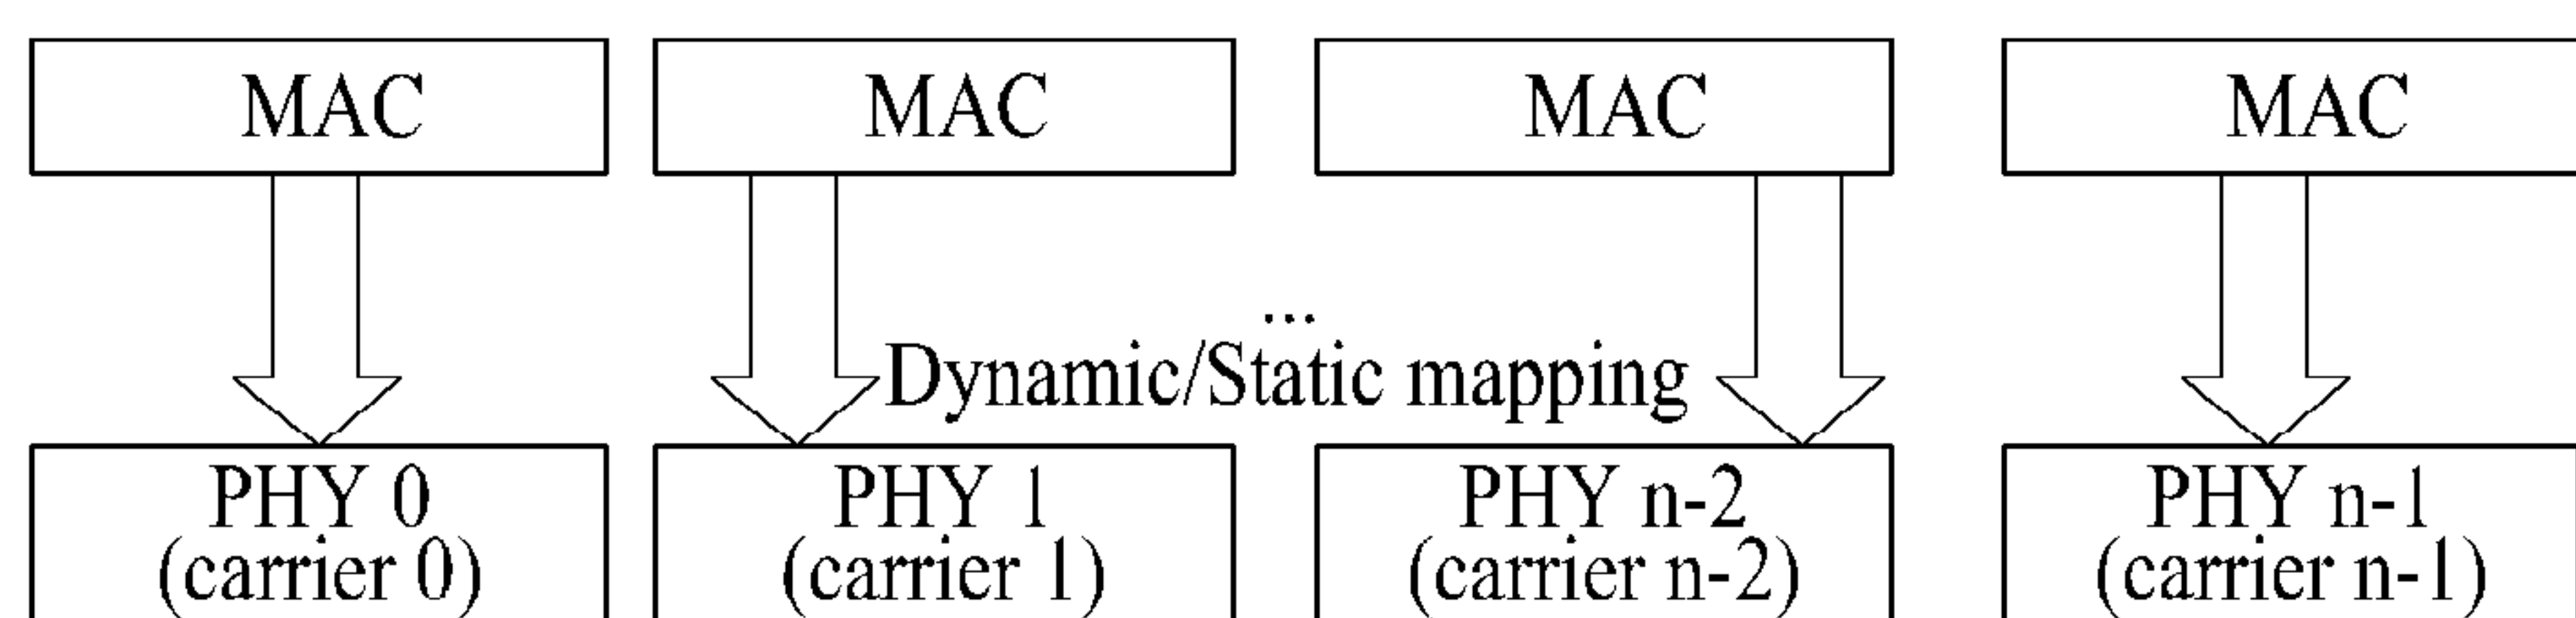 MAC MAC MAC MAC
...
Dynamic/Static mapping
PHY 0 PHY 1 PHY n-2 PHY n-1
(carrier 0) (carrier 1) (carrier n-2) (carrier n-1)